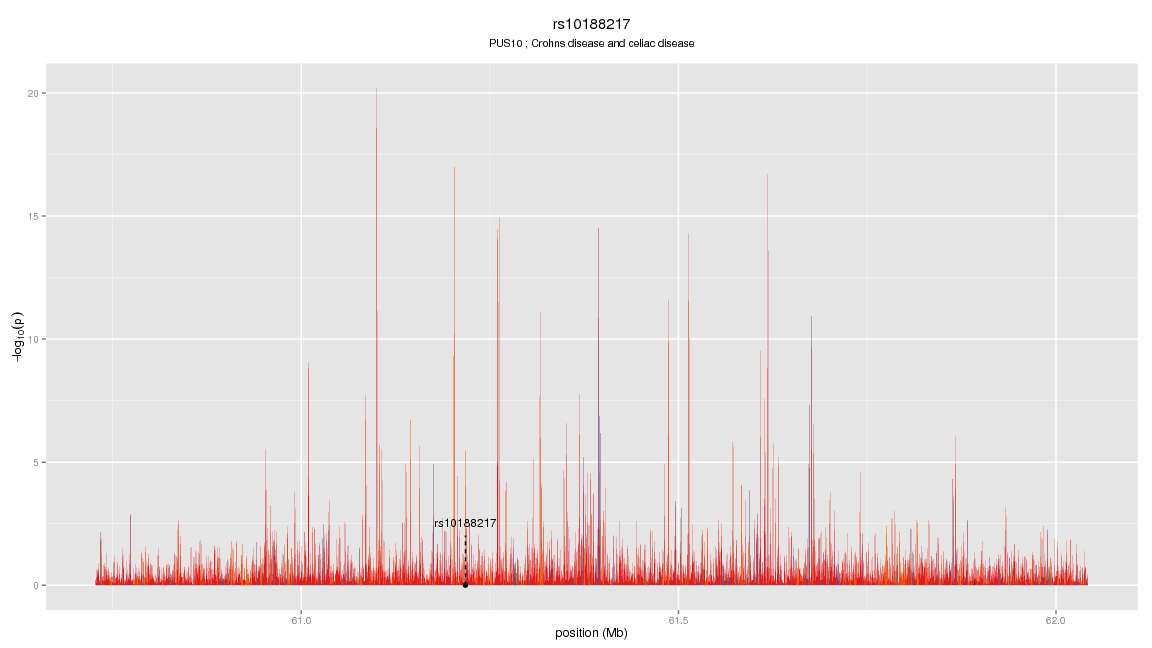 rs10188217
PUS10 ; Crohns disease and celiac disease
20
15
10
5
0
−log10(p)
rs10188217
61.0
61.5
62.0
position (Mb)